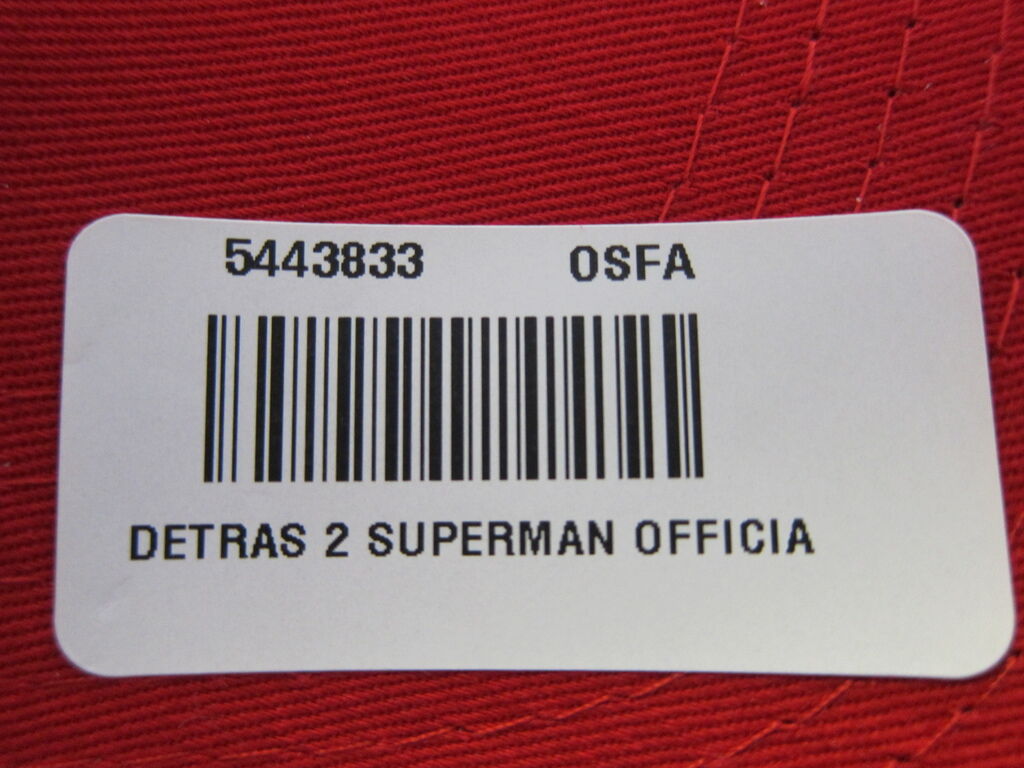 5443833 OSFA
DETRAS 2 SUPERMAN OFFICIA